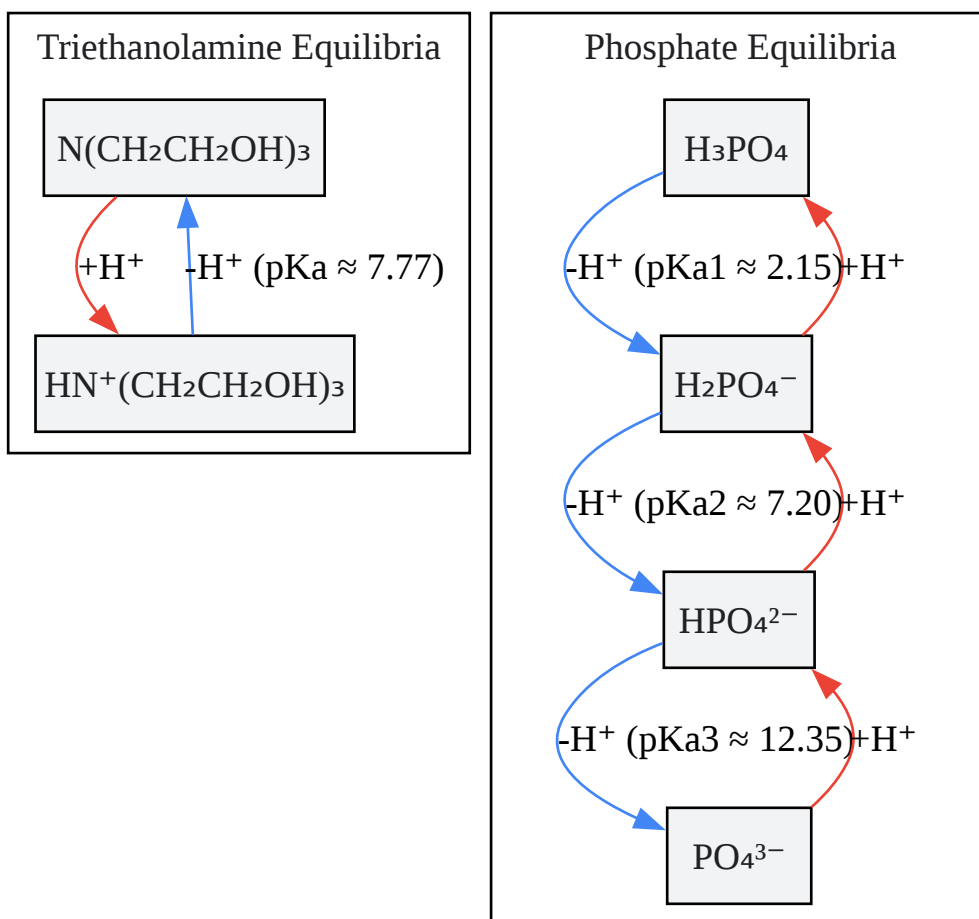 Triethanolamine Equilibria
N(CH₂CH₂OH)₃
+H⁺
-H⁺ (pKa ≈ 7.77)
HN⁺(CH₂CH₂OH)₃
Phosphate Equilibria
H₃PO₄
-H⁺ (pKa1 ≈ 2.15)
+H⁺
H₂PO₄⁻
-H⁺ (pKa2 ≈ 7.20)
+H⁺
HPO₄²⁻
-H⁺ (pKa3 ≈ 12.35)
+H⁺
PO₄³⁻